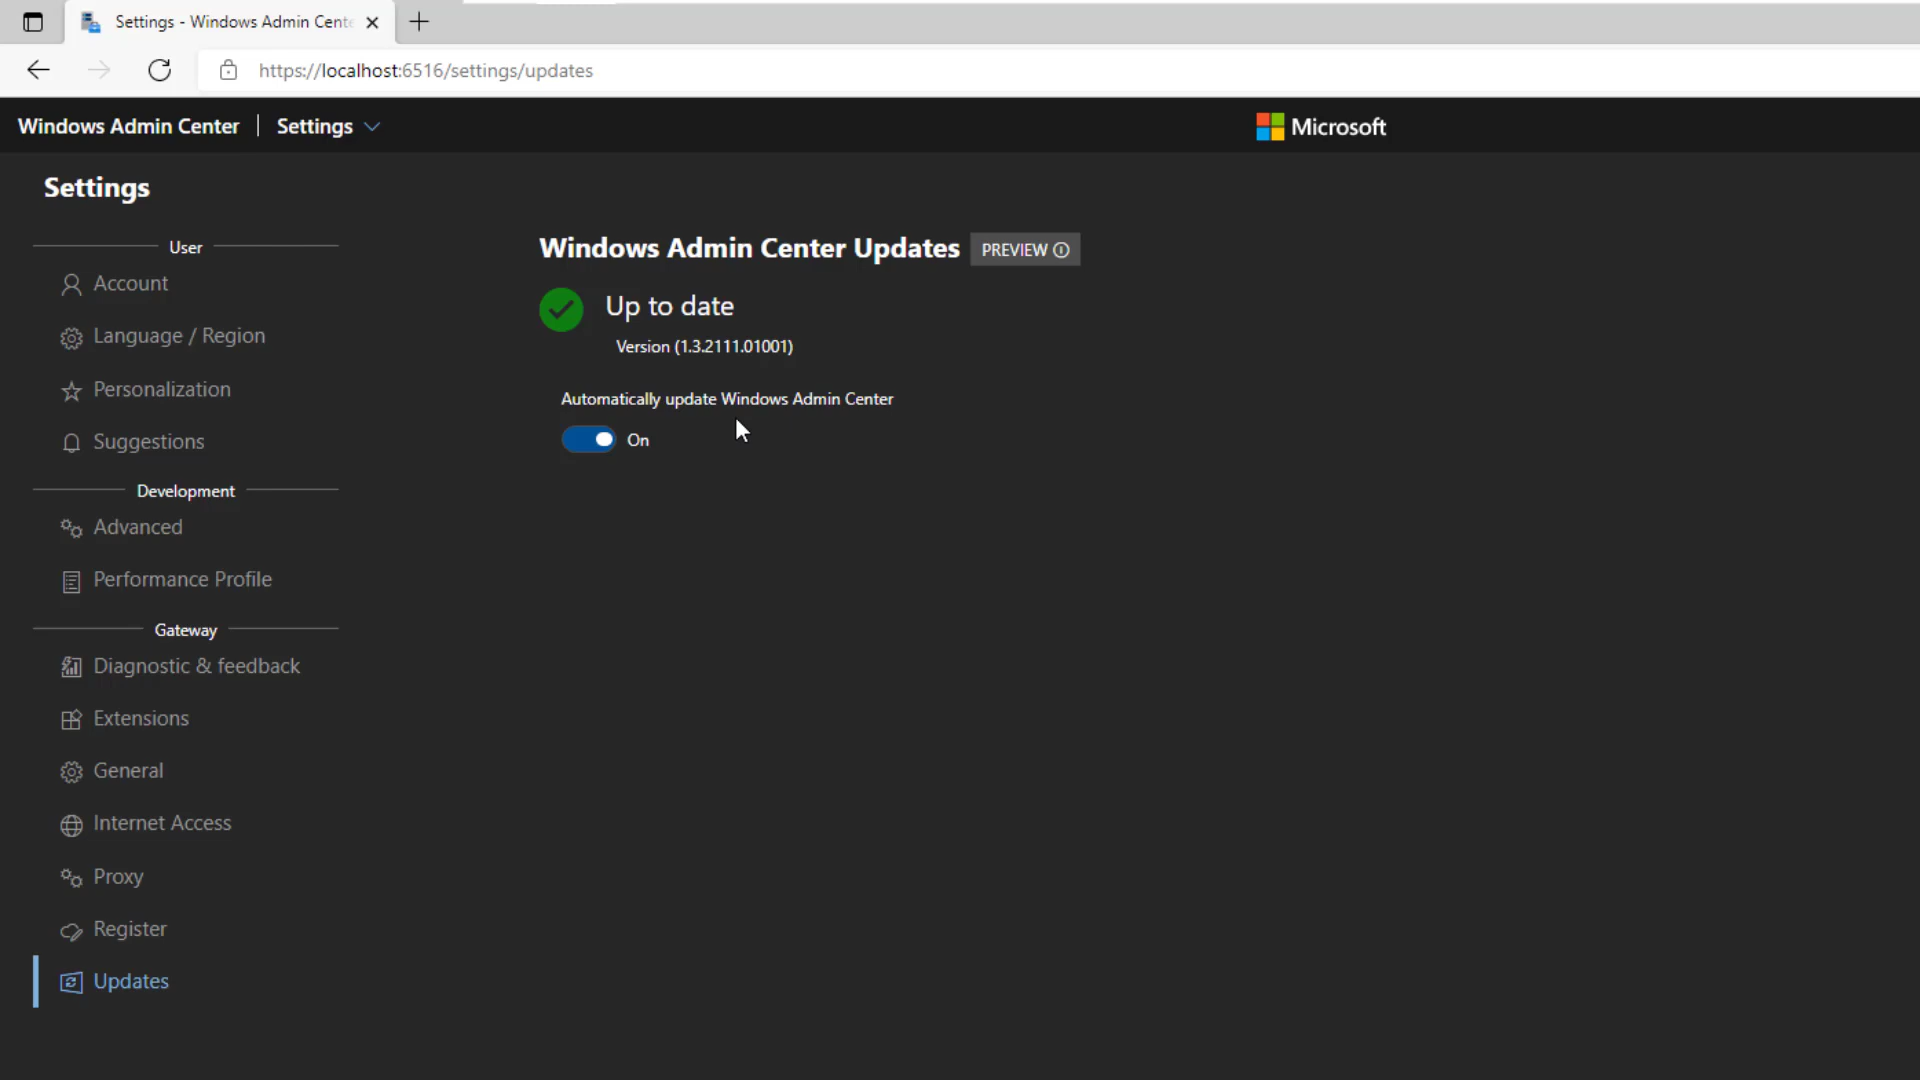 Settings - Windows Admin Cente
https://localhost:6516/settings/updates
Windows Admin Center | Settings
Microsoft
Settings
User
Account
Language / Region
Personalization
Suggestions
Development
Advanced
Performance Profile
Gateway
Diagnostic & feedback
Extensions
General
Internet Access
Proxy
Register
Updates
Windows Admin Center Updates PREVIEW
Up to date
Version (1.3.2111.01001)
Automatically update Windows Admin Center
On